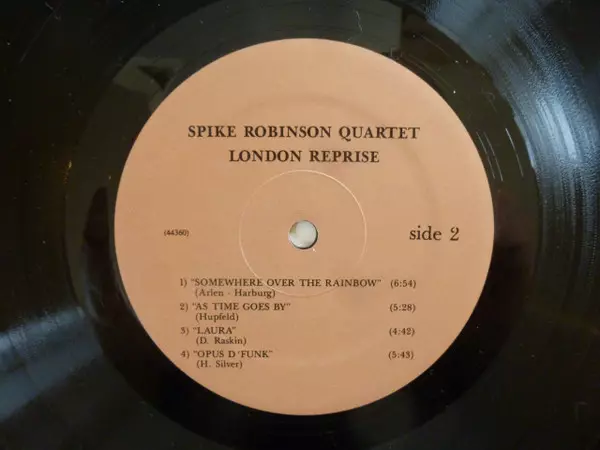 SPIKE ROBINSON QUARTET
LONDON REPRISE
(44360)
side 2
1) "SOMEWHERE OVER THE RAINBOW" (6:54)
(Arlen - Harburg)
2) "AS TIME GOES BY" (5:28)
(Hupfeld)
3) "LAURA" (4:42)
(D. Raskin)
4) "OPUS D'FUNK" (5:43)
(H. Silver)